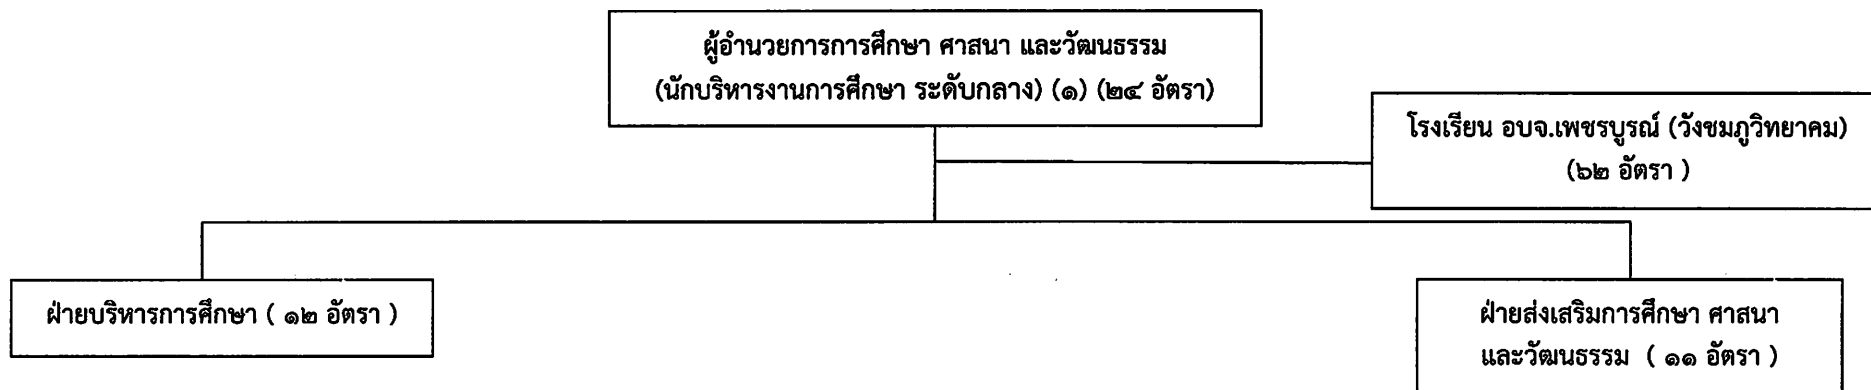 ผู้อำนวยการการศึกษา ศาสนา และวัฒนธรรม
(นักบริหารงานการศึกษา ระดับกลาง) (๑) (๒๔ อัตรา)
โรงเรียน อบจ.เพชรบูรณ์ (วังชมภูวิทยาคม)
(๖๒ อัตรา )
ฝ่ายบริหารการศึกษา ( ๑๒ อัตรา )
ฝ่ายส่งเสริมการศึกษา ศาสนา
และวัฒนธรรม ( ๑๑ อัตรา )